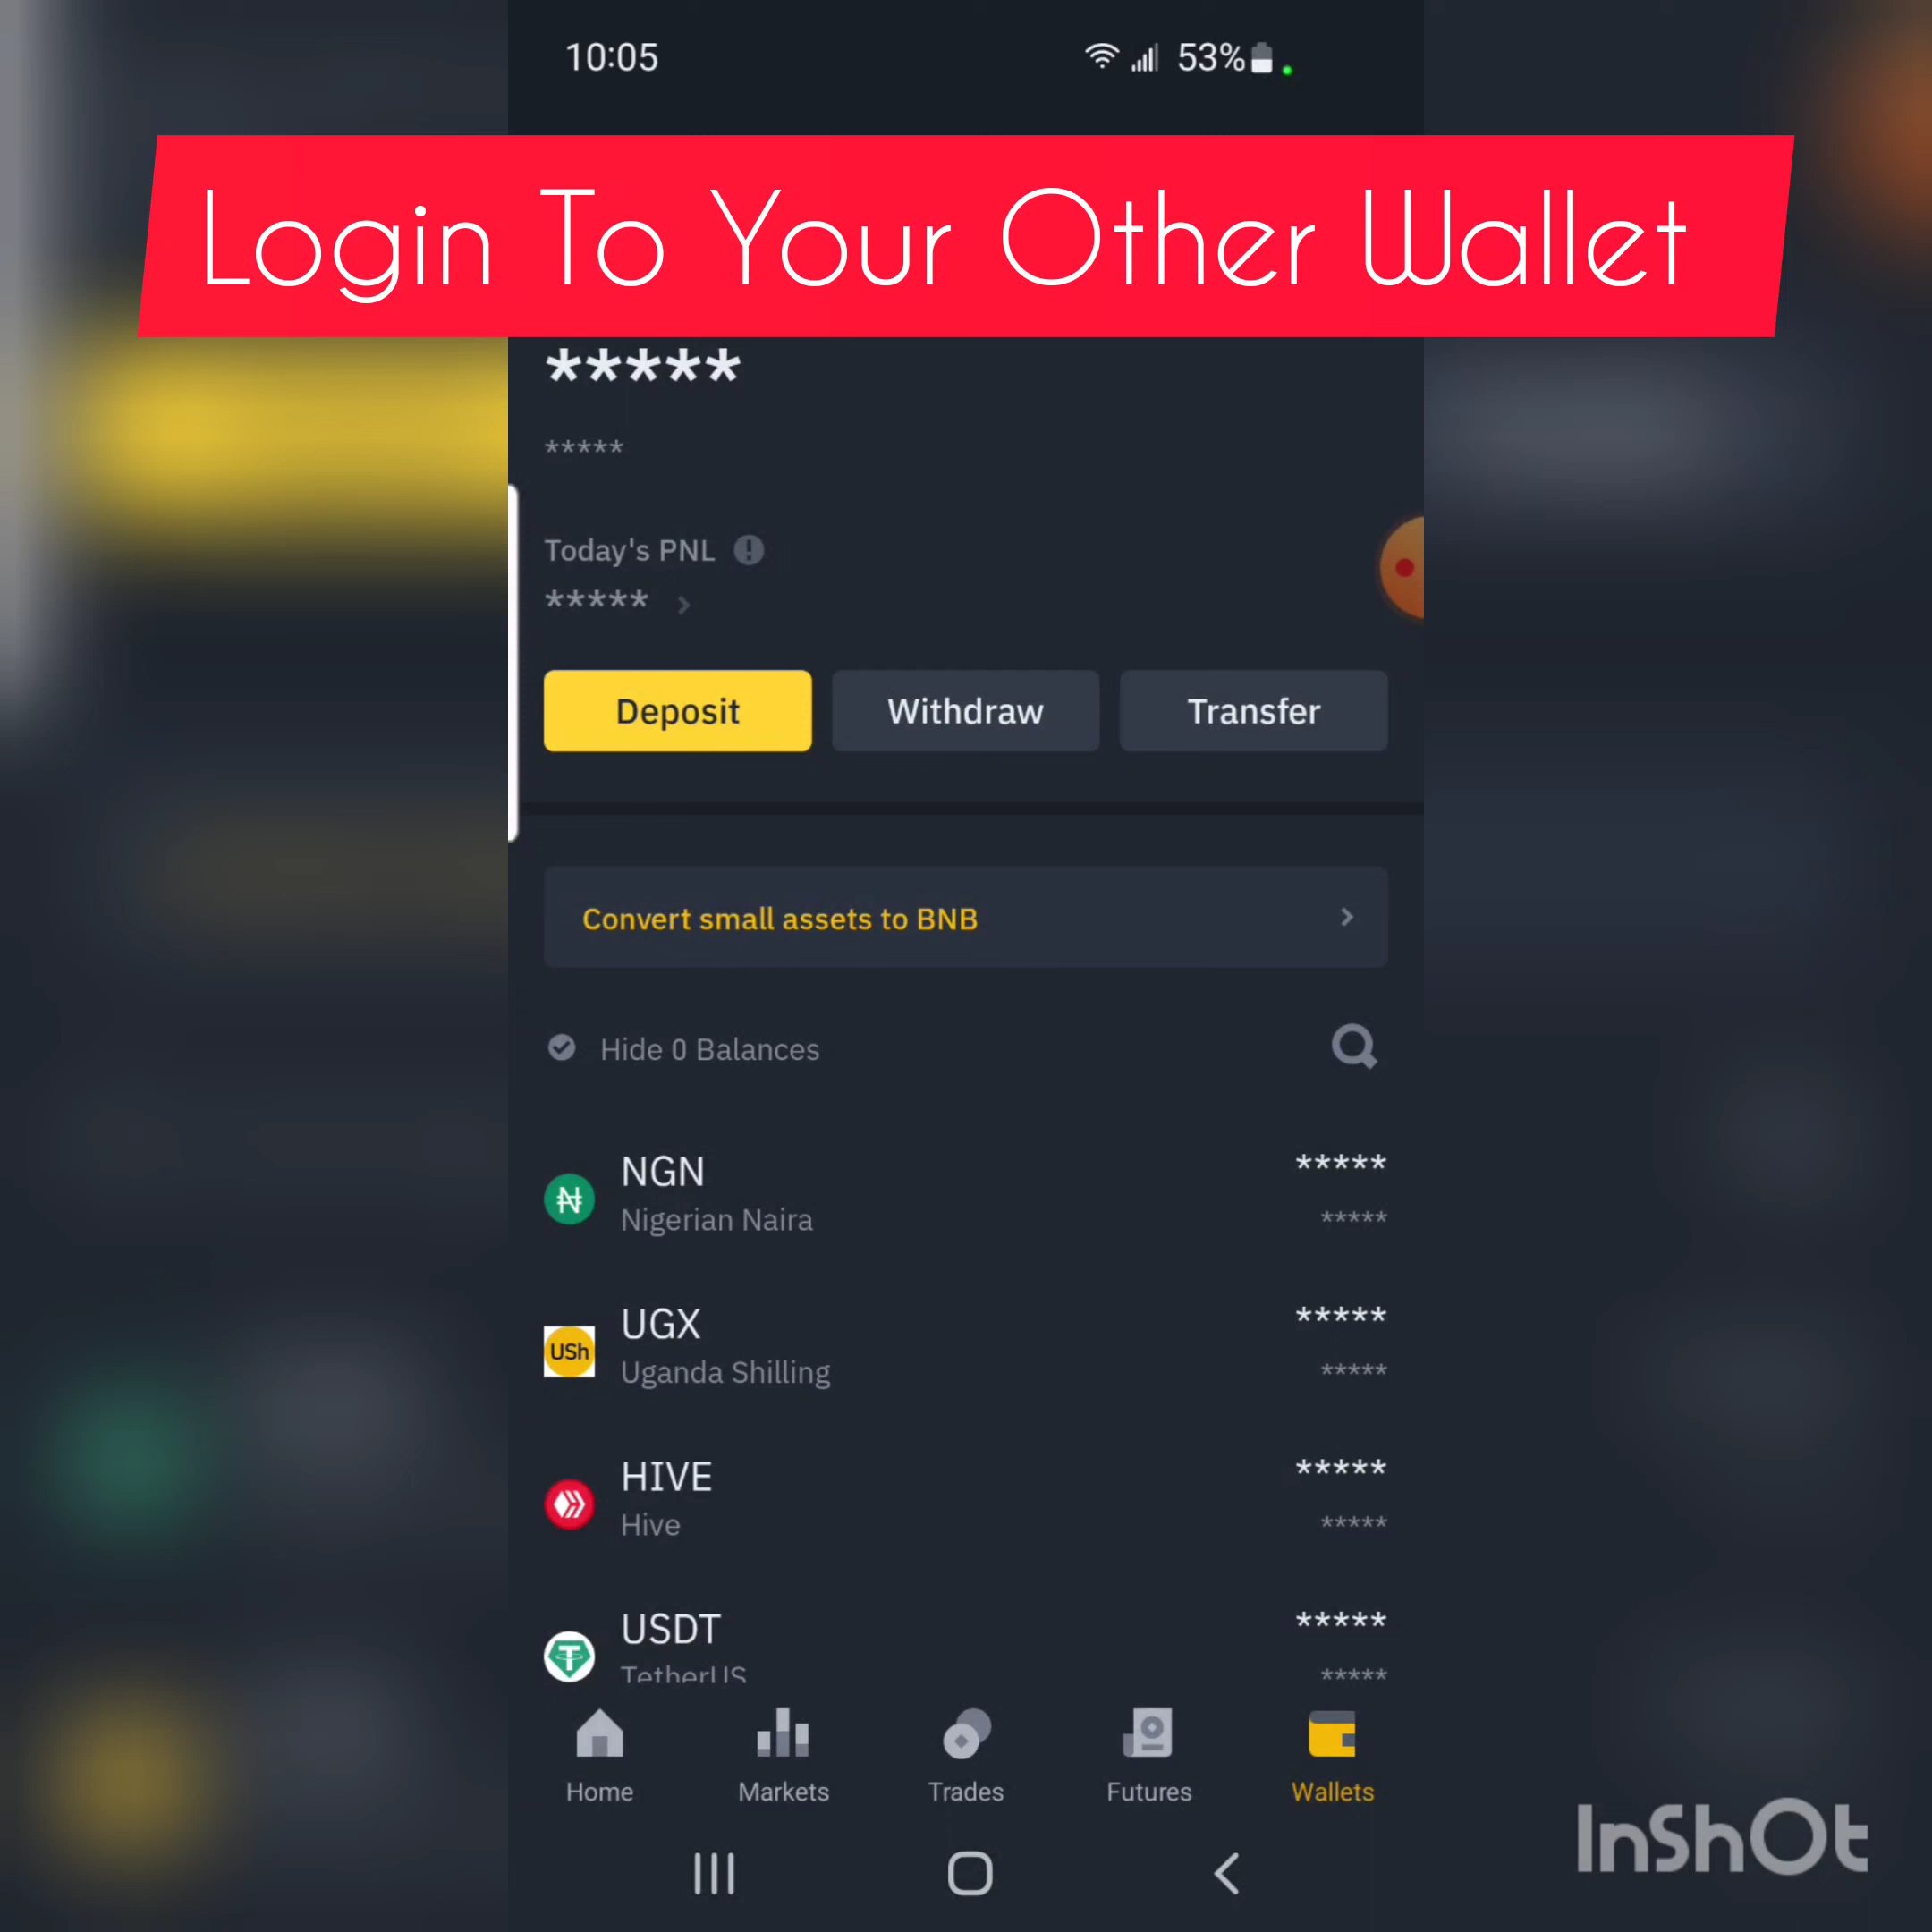 10:05
53%
Login To Your Other Wallet
*****
*****
Today's PNL
*****
Deposit Withdraw Transfer
Convert small assets to BNB
Hide 0 Balances
NGN *****
Nigerian Naira *****
UGX *****
USh
Uganda Shilling *****
HIVE *****
Hive *****
USDT *****
TetherUS *****
Home Markets Trades Futures Wallets
InShOt